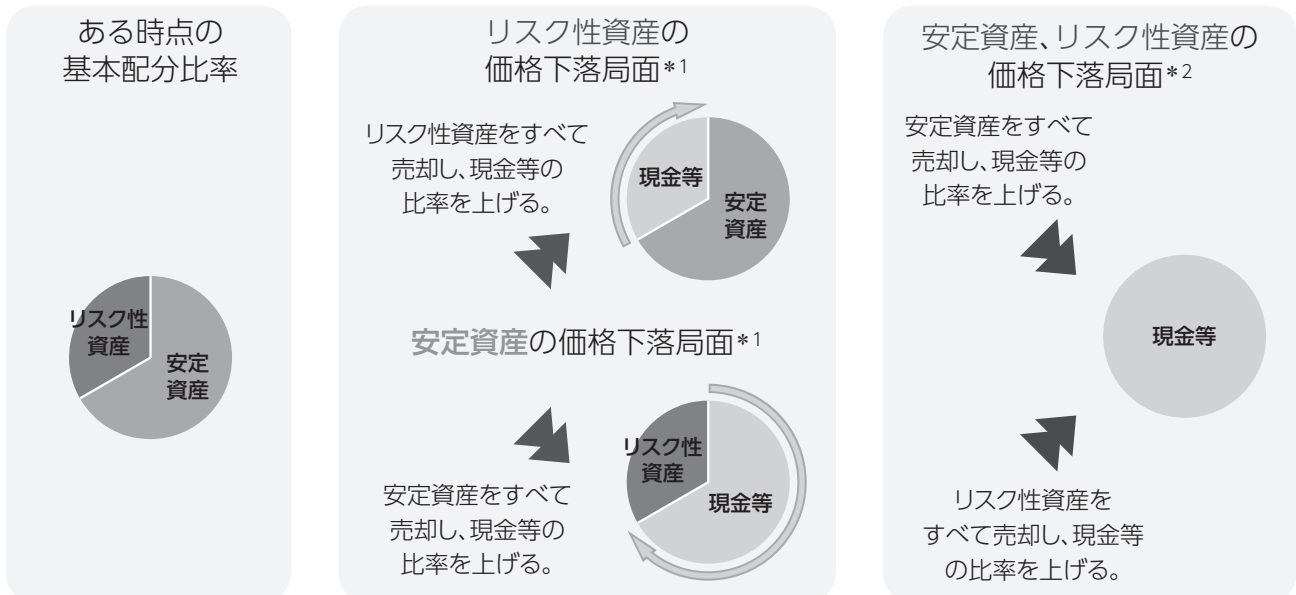 ある時点の
基本配分比率
リスク性
資産
安定
資産
リスク性資産の
価格下落局面*1
リスク性資産をすべて
売却し、現金等の
比率を上げる。
現金等
安定
資産
安定資産の価格下落局面*1
安定資産をすべて
売却し、現金等の
比率を上げる。
リスク性
資産
現金等
安定資産、リスク性資産の
価格下落局面*2
安定資産をすべて
売却し、現金等の
比率を上げる。
現金等
リスク性資産を
すべて売却し、現金等
の比率を上げる。